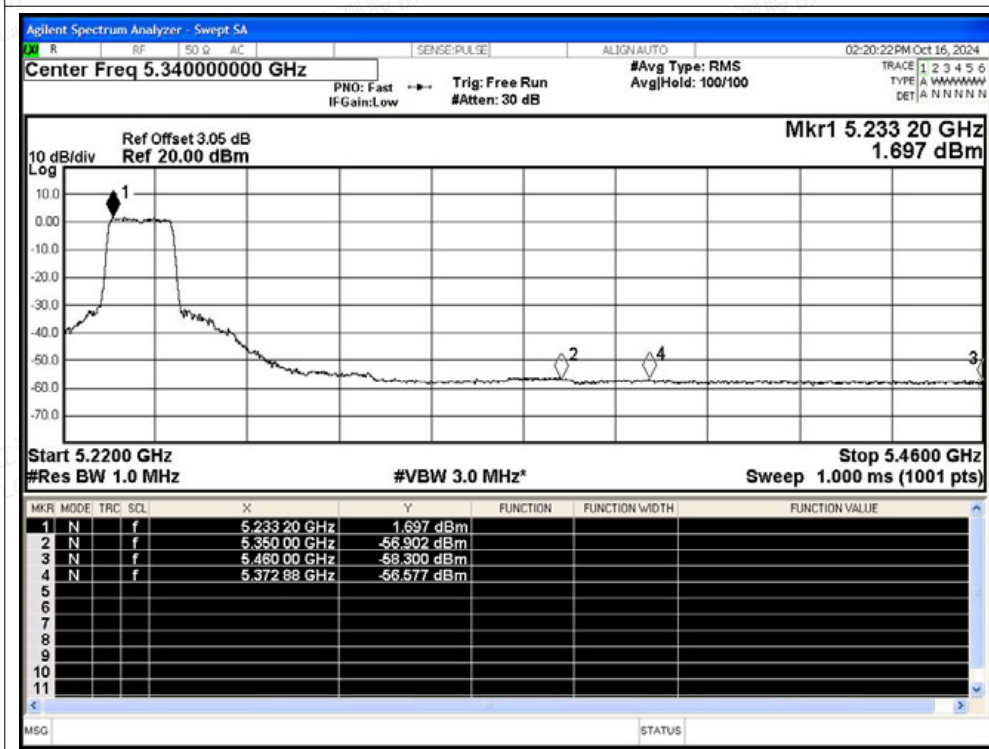 Agilent Spectrum Analyzer - Swept SA
R RF 50 Ω AC SENSE:PULSE ALIGN AUTO 02:20:22 PM Oct 16, 2024
Center Freq 5.340000000 GHz
PNO: Fast
IFGain:Low
Trig: Free Run
#Atten: 30 dB
#Avg Type: RMS
Avg|Hold: 100/100
TRACE 1 2 3 4 5 6
TYPE A WWWWW
DET A N N N N N
Ref Offset 3.05 dB
10 dB/div Ref 20.00 dBm
Log
Mkr1 5.233 20 GHz
1.697 dBm
10.0
0.00
-10.0
-20.0
-30.0
-40.0
-50.0
-60.0
-70.0
1
2
4
3
Start 5.2200 GHz Stop 5.4600 GHz
#Res BW 1.0 MHz #VBW 3.0 MHz* Sweep 1.000 ms (1001 pts)
MKR MODE TRC SCL X Y FUNCTION FUNCTION WIDTH FUNCTION VALUE
1 N f 5.233 20 GHz 1.697 dBm
2 N f 5.350 00 GHz -56.902 dBm
3 N f 5.460 00 GHz -58.300 dBm
4 N f 5.372 88 GHz -56.577 dBm
5
6
7
8
9
10
11
MSG STATUS